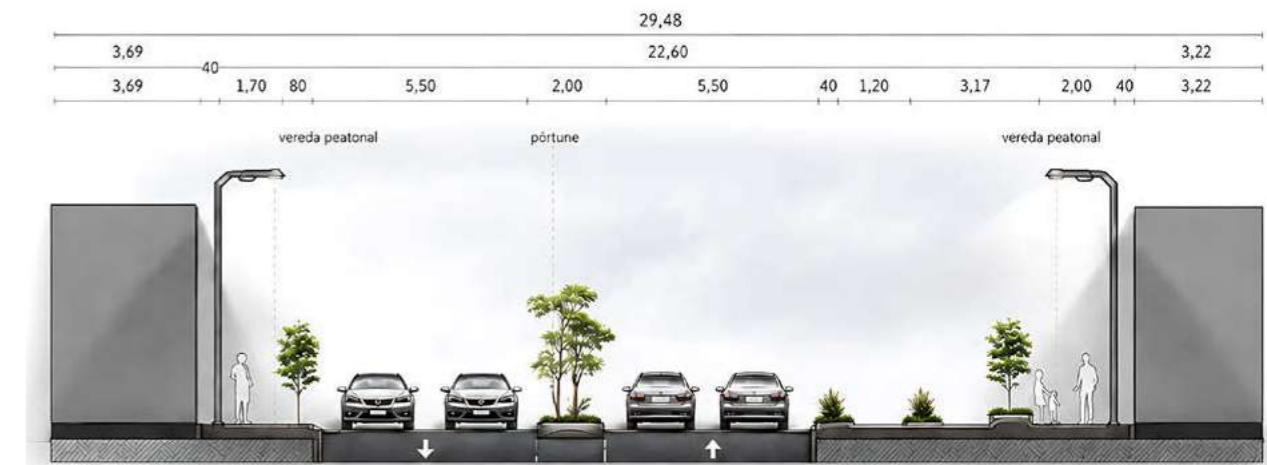 29,48
3,69 22,60 3,22
40
3,69 1,70 80 5,50 2,00 5,50 40 1,20 3,17 2,00 40 3,22
vereda peatonal pòrtune vereda peatonal